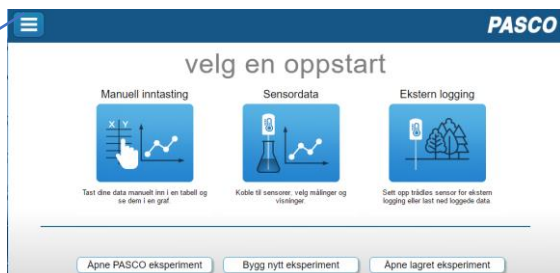 PASCO
velg en oppstart
Manuell inntasting
Sensordata
Ekstern logging
X Y
Tast dine data manuelt inn i en tabell og
se dem i en graf.
Koble til sensorer, velg målinger og
visninger.
Sett opp trådløs sensor for ekstern
logging eller last ned loggede data.
Åpne PASCO eksperiment
Bygg nytt eksperiment
Åpne lagret eksperiment